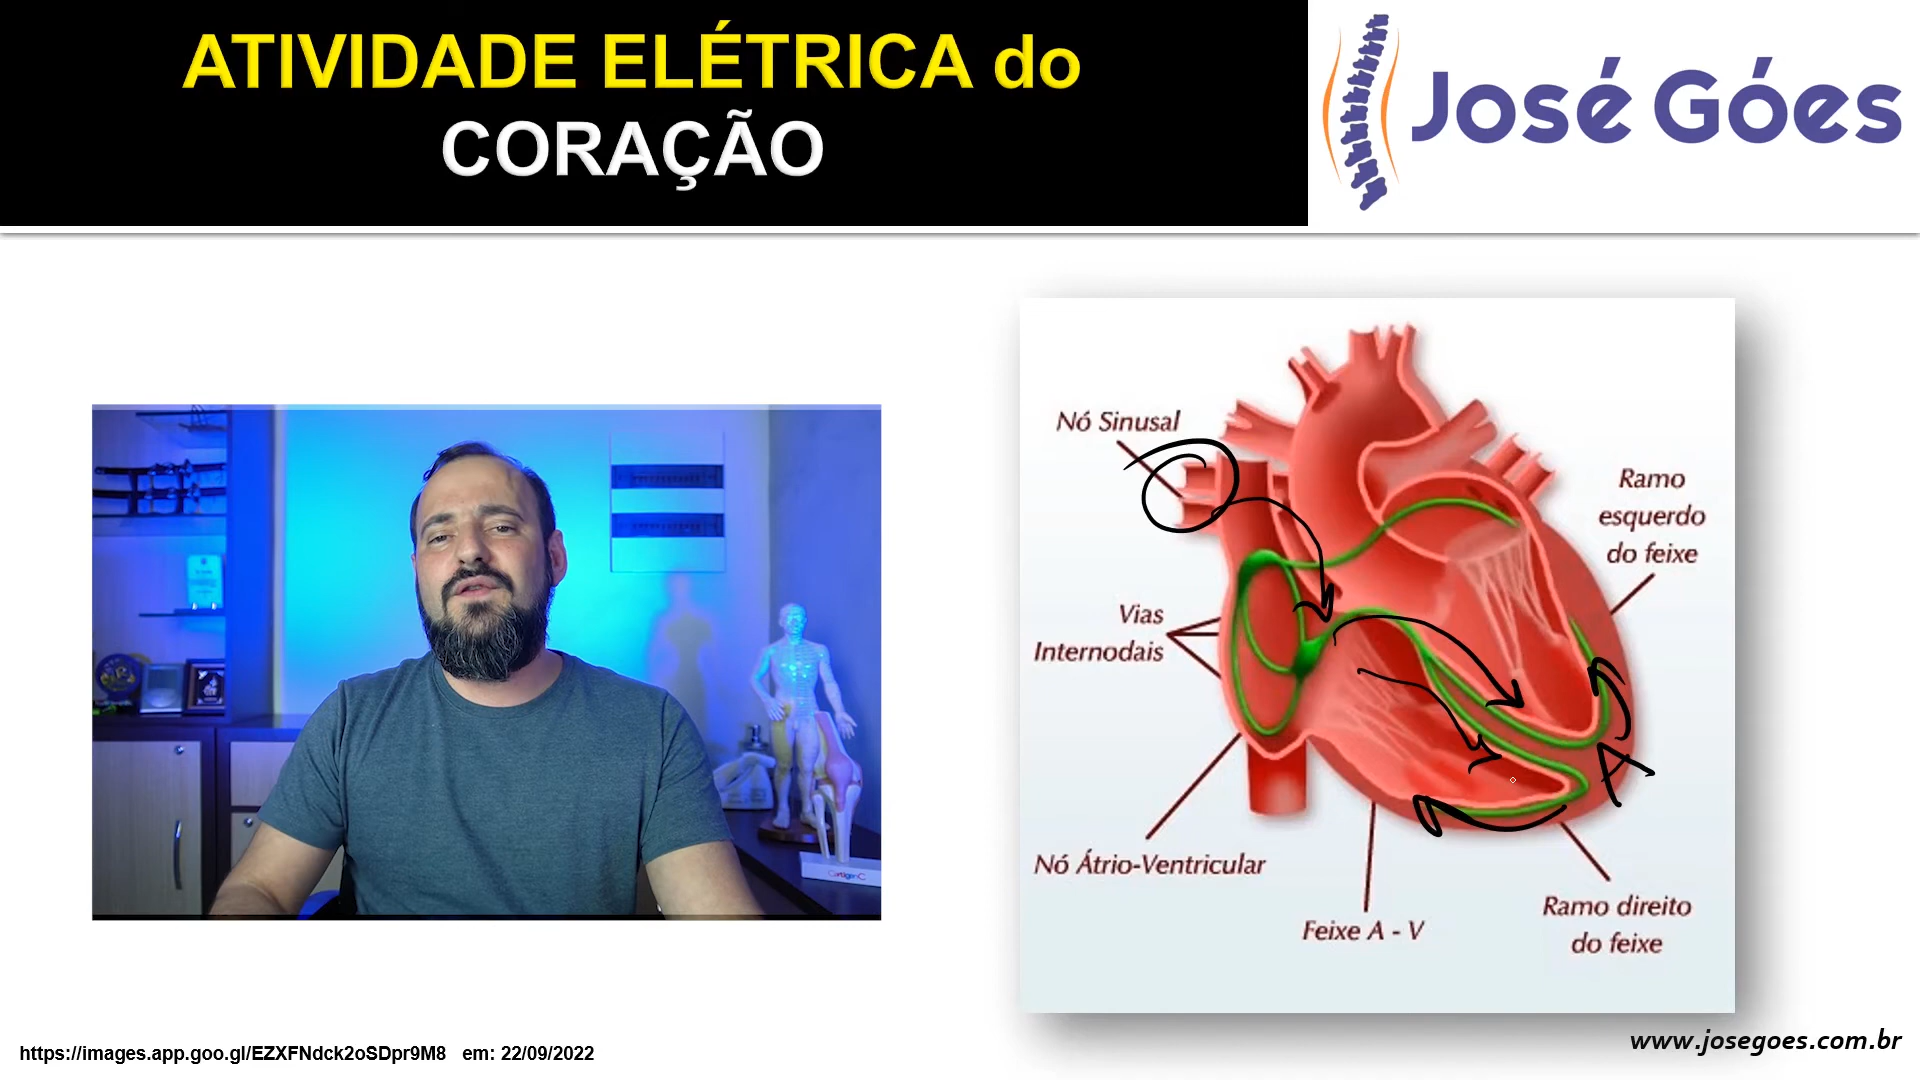 ATIVIDADE ELÉTRICA do
CORAÇÃO
José Góes
Nó Sinusal
Ramo
esquerdo
do feixe
Vias
Internodais
Nó Átrio-Ventricular
Feixe A - V
Ramo direito
do feixe
CartigenC
https://images.app.goo.gl/EZXFNdck2oSDpr9M8 em: 22/09/2022
www.josegoes.com.br